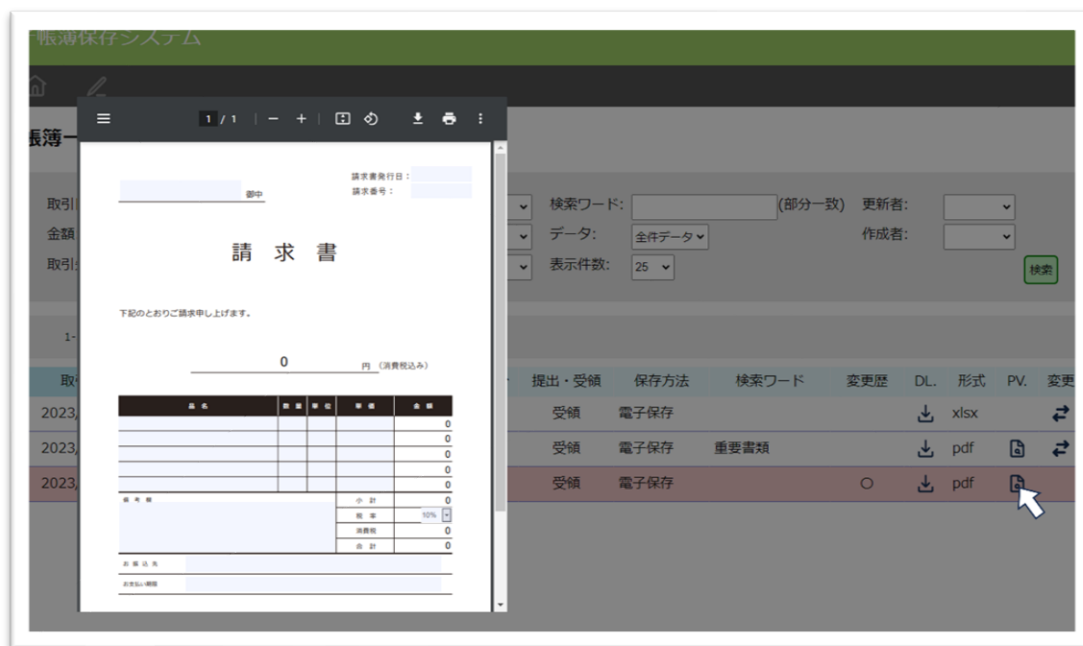 帳簿保存システム
1 / 1
帳簿一
請求書発行日：
御中
請求番号：
請 求 書
下記のとおりご請求申し上げます。
0 円 (消費税込み)
品 名 数 量 単 位 単 価 金 額
0
0
0
0
0
備 考 欄 小 計 0
税 率 10%
消費税 0
合 計 0
お 振 込 先
お支払い期限
取引 検索ワード: (部分一致) 更新者:
金額 データ: 全件データ 作成者:
取引 表示件数: 25
検索
1-
取 提出・受領 保存方法 検索ワード 変更歴 DL. 形式 PV. 変更
2023, 受領 電子保存 xlsx
2023, 受領 電子保存 重要書類 pdf
2023, 受領 電子保存 ○ pdf